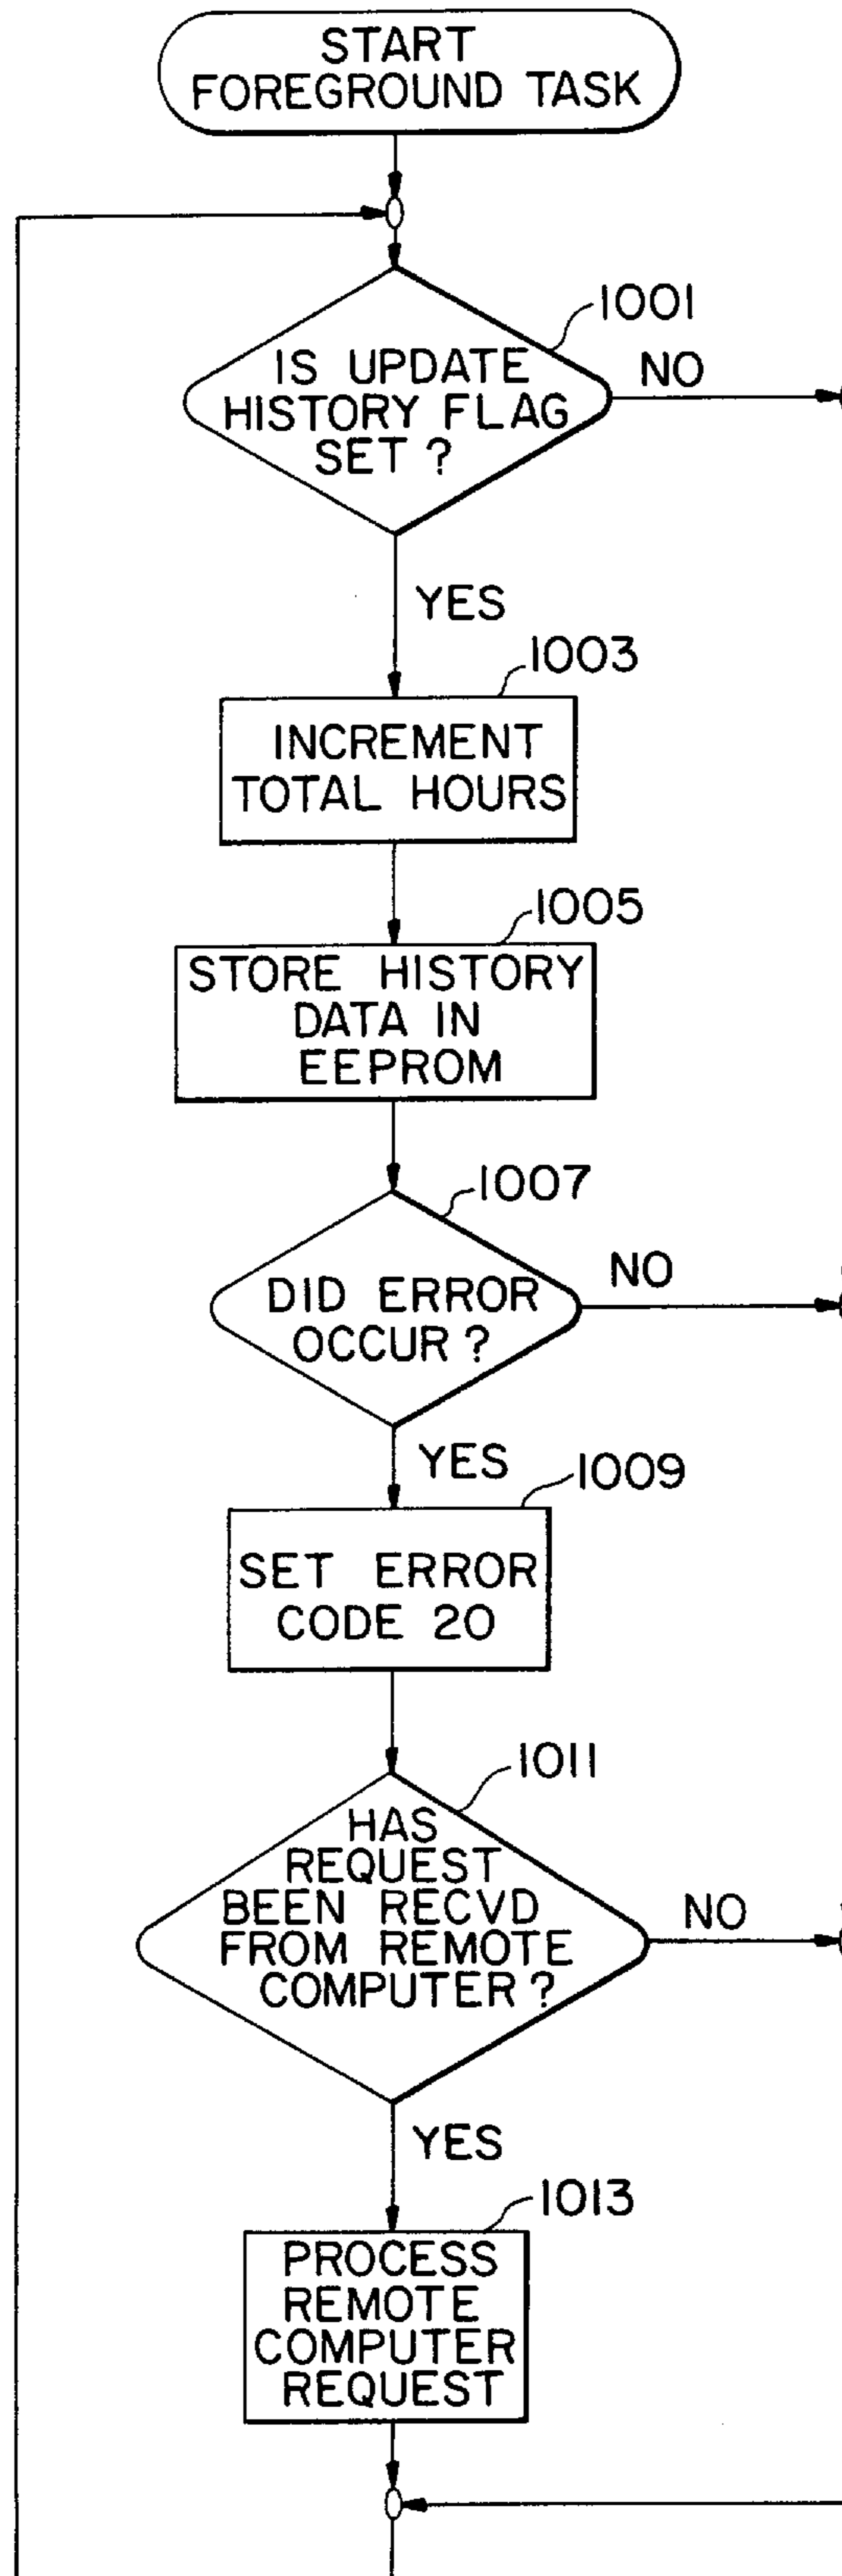 START
FOREGROUND TASK
1001
IS UPDATE
HISTORY FLAG
SET ?
NO
YES
1003
INCREMENT
TOTAL HOURS
1005
STORE HISTORY
DATA IN
EEPROM
1007
DID ERROR
OCCUR ?
NO
YES
1009
SET ERROR
CODE 20
1011
HAS
REQUEST
BEEN RECVD
FROM REMOTE
COMPUTER ?
NO
YES
1013
PROCESS
REMOTE
COMPUTER
REQUEST